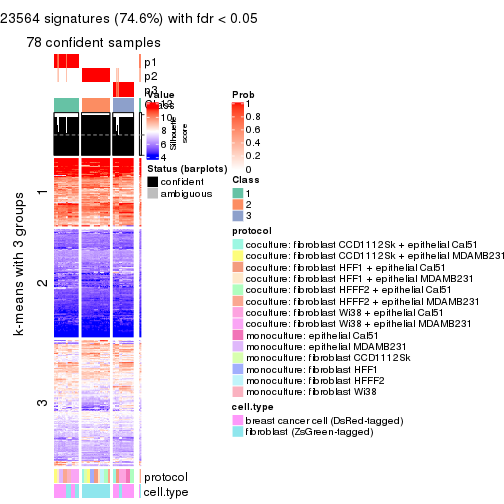 23564 signatures (74.6%) with fdr < 0.05
78 confident samples
p1
p2
p3
Value
10
8
6
4
Silhouette
score
Status (barplots)
confident
ambiguous
Prob
1
0.8
0.6
0.4
0.2
0
Class
1
2
3
protocol
coculture: fibroblast CCD1112Sk + epithelial Cal51
coculture: fibroblast CCD1112Sk + epithelial MDAMB231
coculture: fibroblast HFF1 + epithelial Cal51
coculture: fibroblast HFF1 + epithelial MDAMB231
coculture: fibroblast HFFF2 + epithelial Cal51
coculture: fibroblast HFFF2 + epithelial MDAMB231
coculture: fibroblast Wi38 + epithelial Cal51
coculture: fibroblast Wi38 + epithelial MDAMB231
monoculture: epithelial Cal51
monoculture: epithelial MDAMB231
monoculture: fibroblast CCD1112Sk
monoculture: fibroblast HFF1
monoculture: fibroblast HFFF2
monoculture: fibroblast Wi38
cell.type
breast cancer cell (DsRed-tagged)
fibroblast (ZsGreen-tagged)
k-means with 3 groups
1
2
3
protocol
cell.type